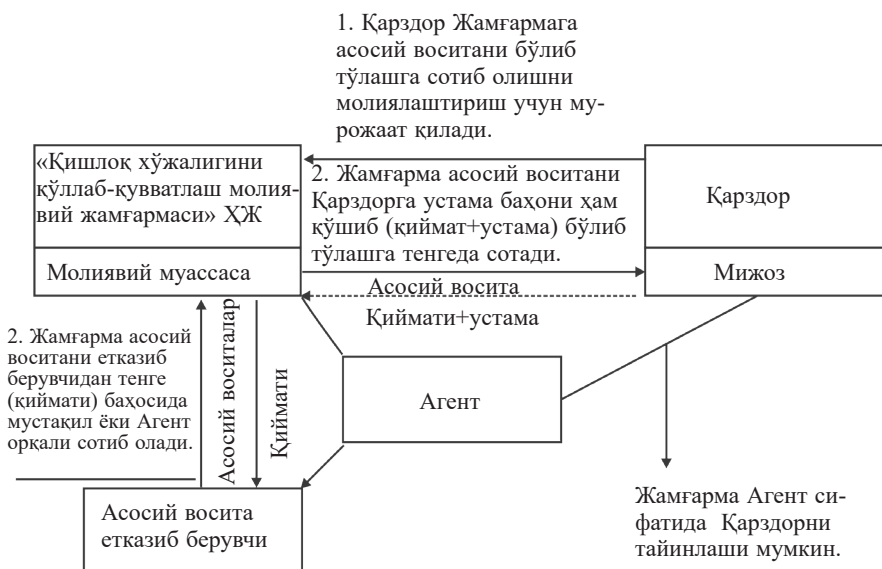 1. Қарздор Жамғармага
асосий воситани бўлиб
тўлашга сотиб олишни
молиялаштириш учун му-
рожаат қилади.
«Қишлоқ хўжалигини
қўллаб-қувватлаш молия-
вий жамғармаси» ҲЖ
Молиявий муассаса
2. Жамғарма асосий воситани
Қарздорга устама баҳони ҳам
қўшиб (қиймат+устама) бўлиб
тўлашга тенгеда сотади.
Қарздор
Мижоз
Асосий восита
Қиймати+устама
2. Жамғарма асосий
воситани етказиб
берувчидан тенге
(қиймати) баҳосида
мустақил ёки Агент
орқали сотиб олади.
Асосий воситалар
Қиймати
Агент
Асосий восита
етказиб берувчи
Жамғарма Агент си-
фатида Қарздорни
тайинлаши мумкин.